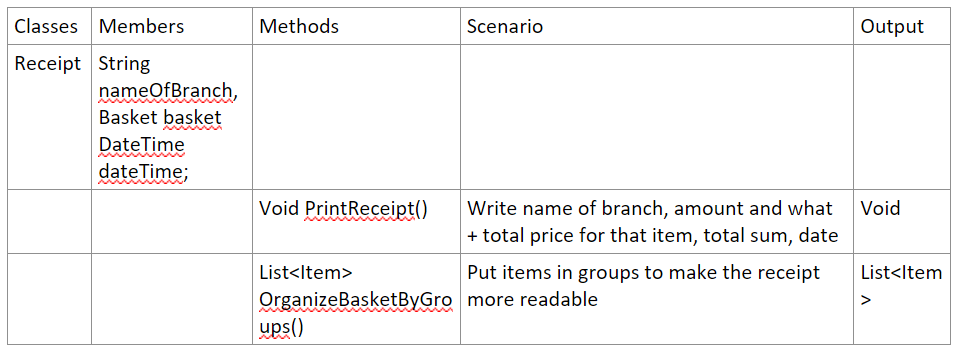 Classes Members Methods Scenario Output
Receipt String
nameOfBranch,
Basket basket
DateTime
dateTime;
Void PrintReceipt() Write name of branch, amount and what Void
+ total price for that item, total sum, date
List<Item> Put items in groups to make the receipt List<Item
OrganizeBasketByGro more readable >
ups()